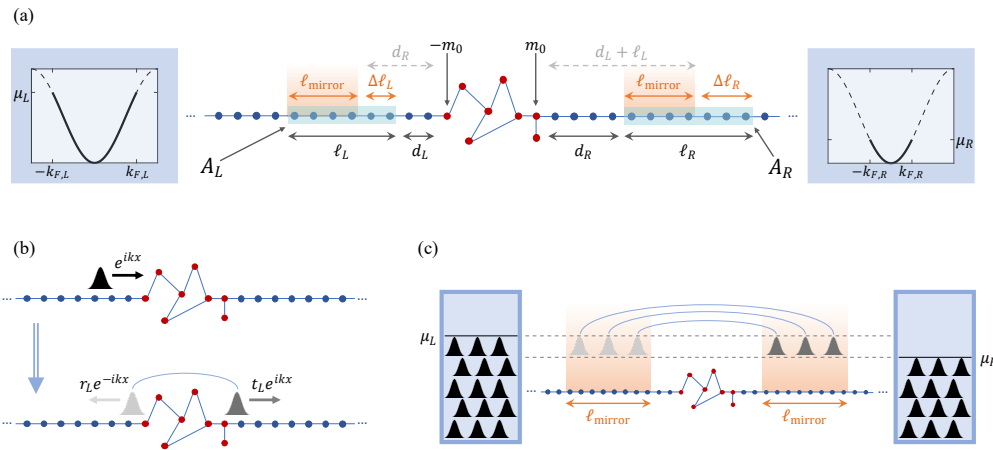 (a)
d_R
−m_0
m_0
d_L + ℓ_L
μ_L
ℓ_mirror
Δℓ_L
ℓ_mirror
Δℓ_R
...
...
μ_R
−k_{F,L}
k_{F,L}
A_L
ℓ_L
d_L
d_R
ℓ_R
A_R
−k_{F,R}
k_{F,R}
(b)
(c)
e^{ikx}
...
...
μ_L
r_L e^{−ikx}
t_L e^{ikx}
...
...
...
...
ℓ_mirror
ℓ_mirror